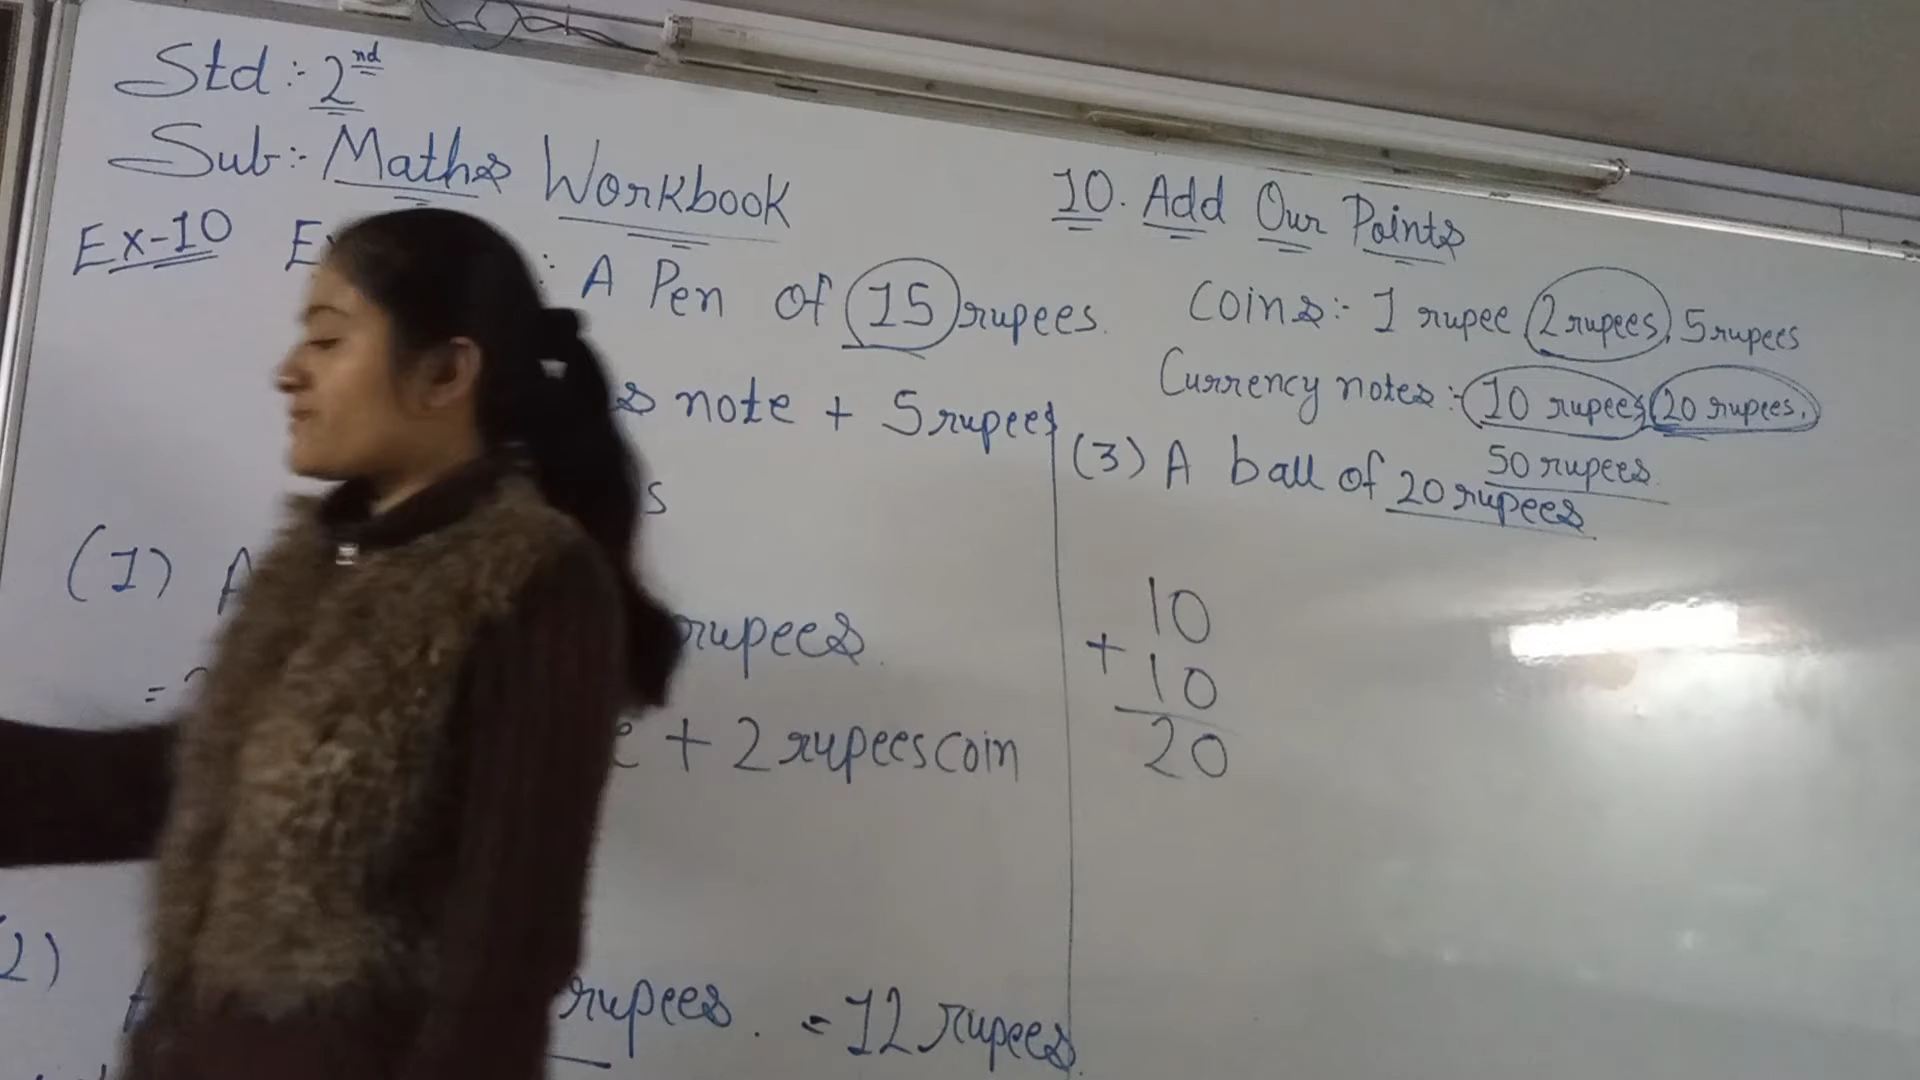 Std:- 2nd
Sub:- Maths Workbook
Ex-10
: A Pen of 15 rupees.
note + 5 rupees
(1) A
rupees.
=
+ 2 rupees coin
2)
rupees. = 12 rupees.
10. Add Our Points
Coins:- 1 rupee, 2 rupees, 5 rupees
Currency notes:- 10 rupees, 20 rupees,
50 rupees.
(3) A ball of 20 rupees
10
+ 10
20